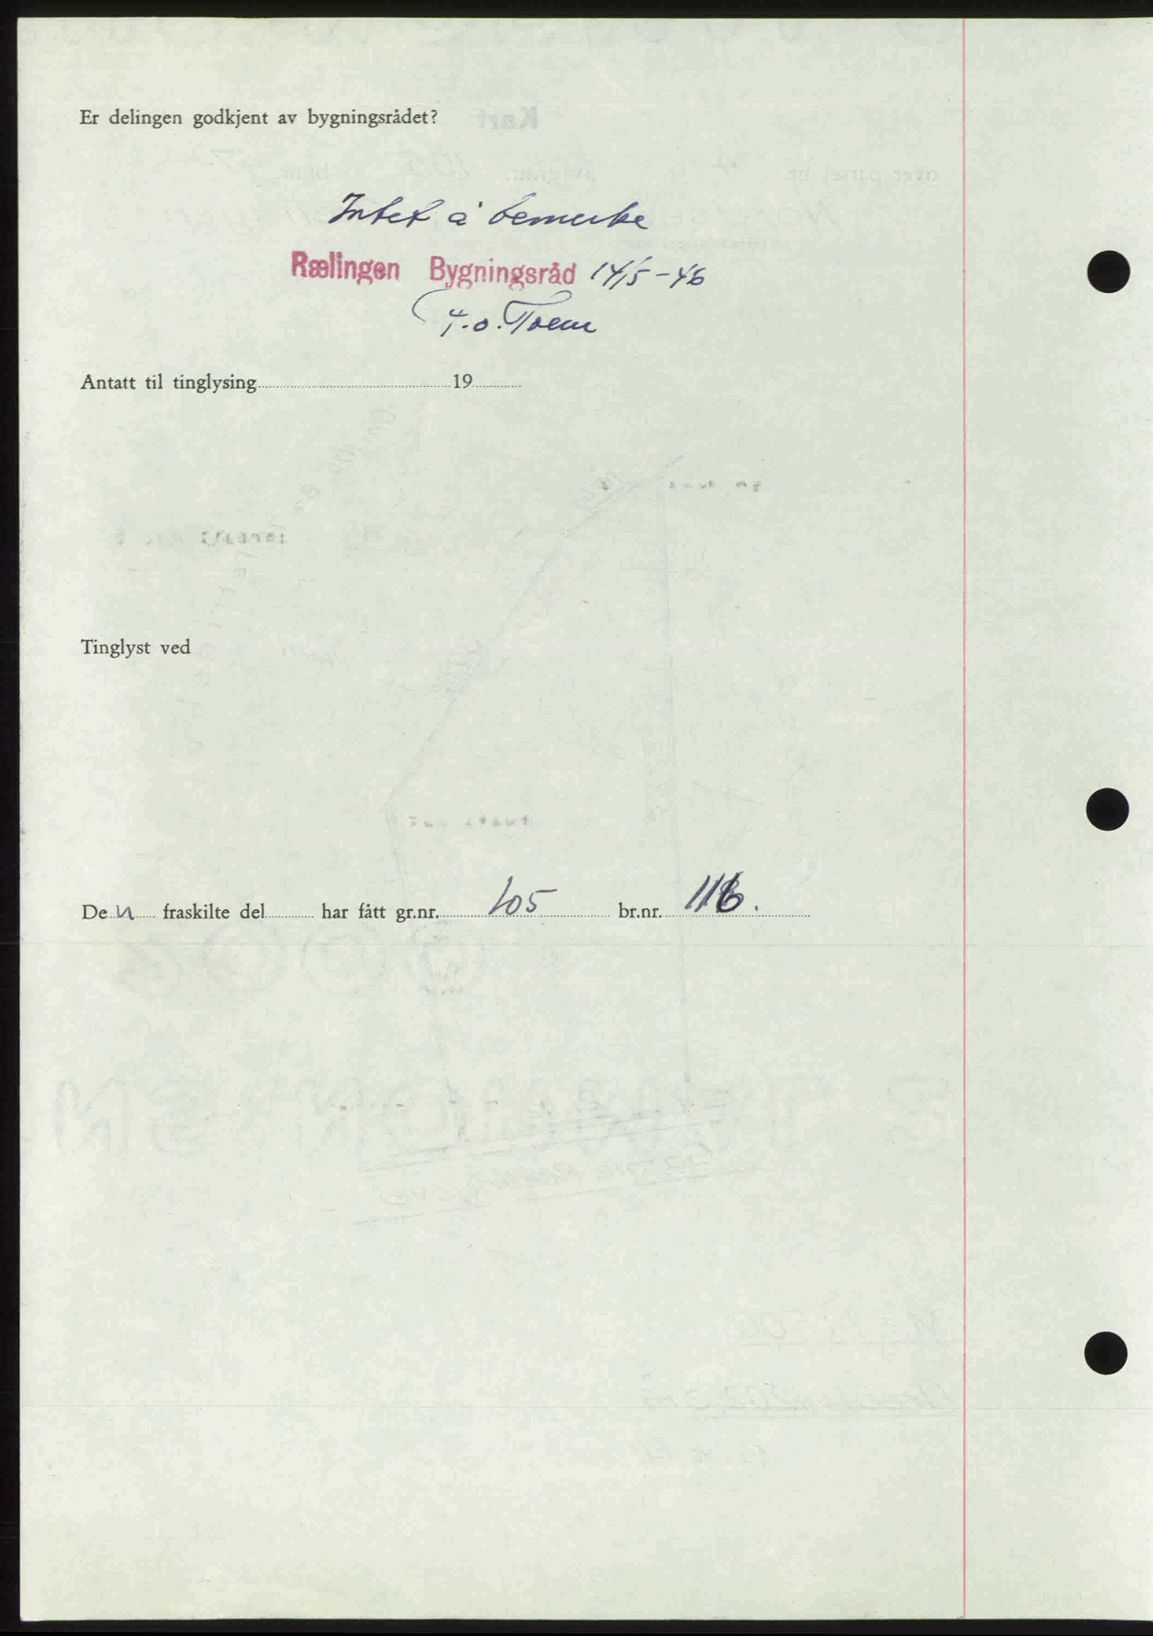 Er delingen godkjent av bygningsrådet?
Intet å bemerke
Rælingen Bygningsråd 14/5-46
Antatt til tinglysing 19
Tinglyst ved
Den fraskilte del har fått gr.nr. 105 br.nr. 116.